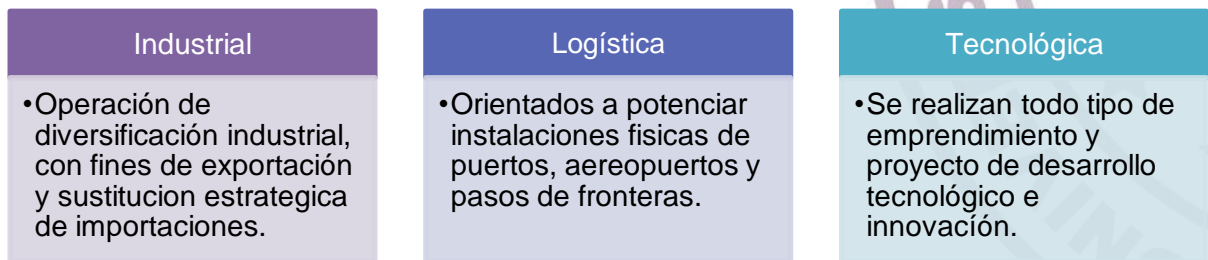 Industrial
•Operación de
diversificación industrial,
con fines de exportación
y sustitucion estrategica
de importaciones.
Logística
•Orientados a potenciar
instalaciones fisicas de
puertos, aereopuertos y
pasos de fronteras.
Tecnológica
•Se realizan todo tipo de
emprendimiento y
proyecto de desarrollo
tecnológico e
innovacíón.